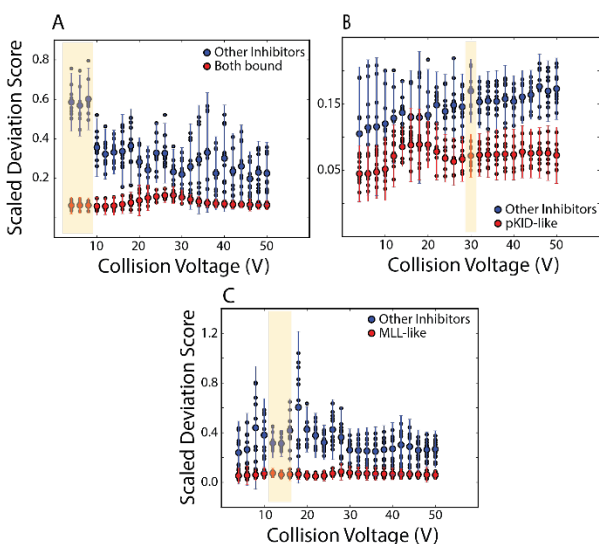 A
Scaled Deviation Score
0.8
0.6
0.4
0.2
Other Inhibitors
Both bound
10 20 30 40 50
Collision Voltage (V)
B
0.15
0.05
Other Inhibitors
pKID-like
10 20 30 40 50
Collision Voltage (V)
C
Scaled Deviation Score
1.2
0.8
0.4
0.0
Other Inhibitors
MLL-like
10 20 30 40 50
Collision Voltage (V)